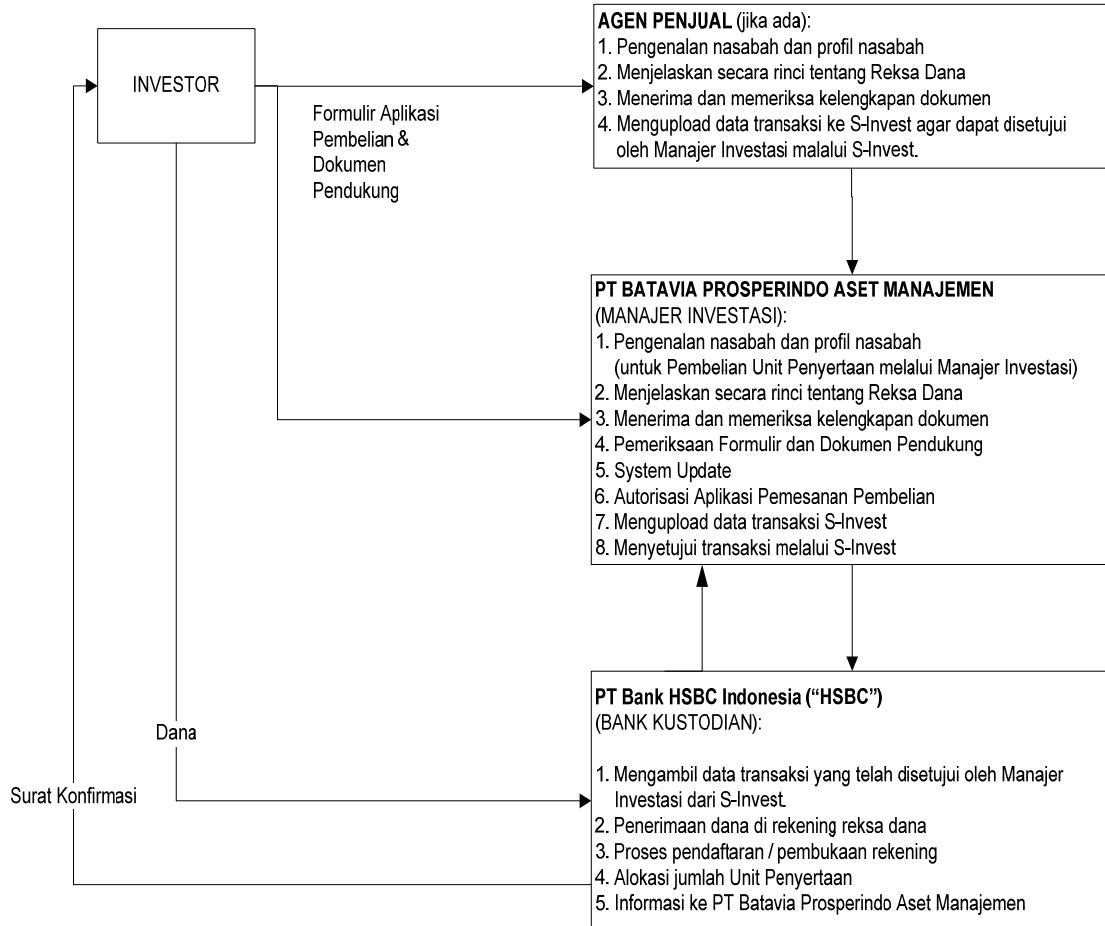 INVESTOR
Formulir Aplikasi
Pembelian &
Dokumen
Pendukung
AGEN PENJUAL (jika ada):
1. Pengenalan nasabah dan profil nasabah
2. Menjelaskan secara rinci tentang Reksa Dana
3. Menerima dan memeriksa kelengkapan dokumen
4. Mengupload data transaksi ke S-Invest agar dapat disetujui
oleh Manajer Investasi malalui S-Invest.
PT BATAVIA PROSPERINDO ASET MANAJEMEN
(MANAJER INVESTASI):
1. Pengenalan nasabah dan profil nasabah
(untuk Pembelian Unit Penyertaan melalui Manajer Investasi)
2. Menjelaskan secara rinci tentang Reksa Dana
3. Menerima dan memeriksa kelengkapan dokumen
4. Pemeriksaan Formulir dan Dokumen Pendukung
5. System Update
6. Autorisasi Aplikasi Pemesanan Pembelian
7. Mengupload data transaksi S-Invest
8. Menyetujui transaksi melalui S-Invest
Dana
Surat Konfirmasi
PT Bank HSBC Indonesia (“HSBC”)
(BANK KUSTODIAN):
1. Mengambil data transaksi yang telah disetujui oleh Manajer
Investasi dari S-Invest.
2. Penerimaan dana di rekening reksa dana
3. Proses pendaftaran / pembukaan rekening
4. Alokasi jumlah Unit Penyertaan
5. Informasi ke PT Batavia Prosperindo Aset Manajemen